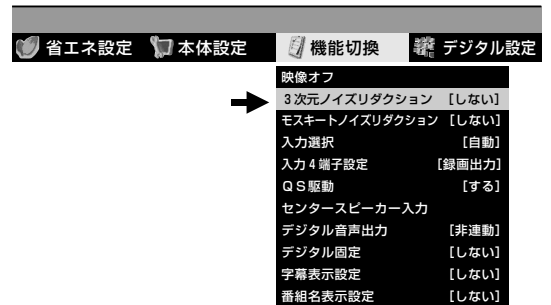 省エネ設定 本体設定 機能切換 デジタル設定
映像オフ
3次元ノイズリダクション [しない]
モスキートノイズリダクション [しない]
入力選択 [自動]
入力4端子設定 [録画出力]
QS駆動 [する]
センタースピーカー入力
デジタル音声出力 [非連動]
デジタル固定 [しない]
字幕表示設定 [しない]
番組名表示設定 [しない]